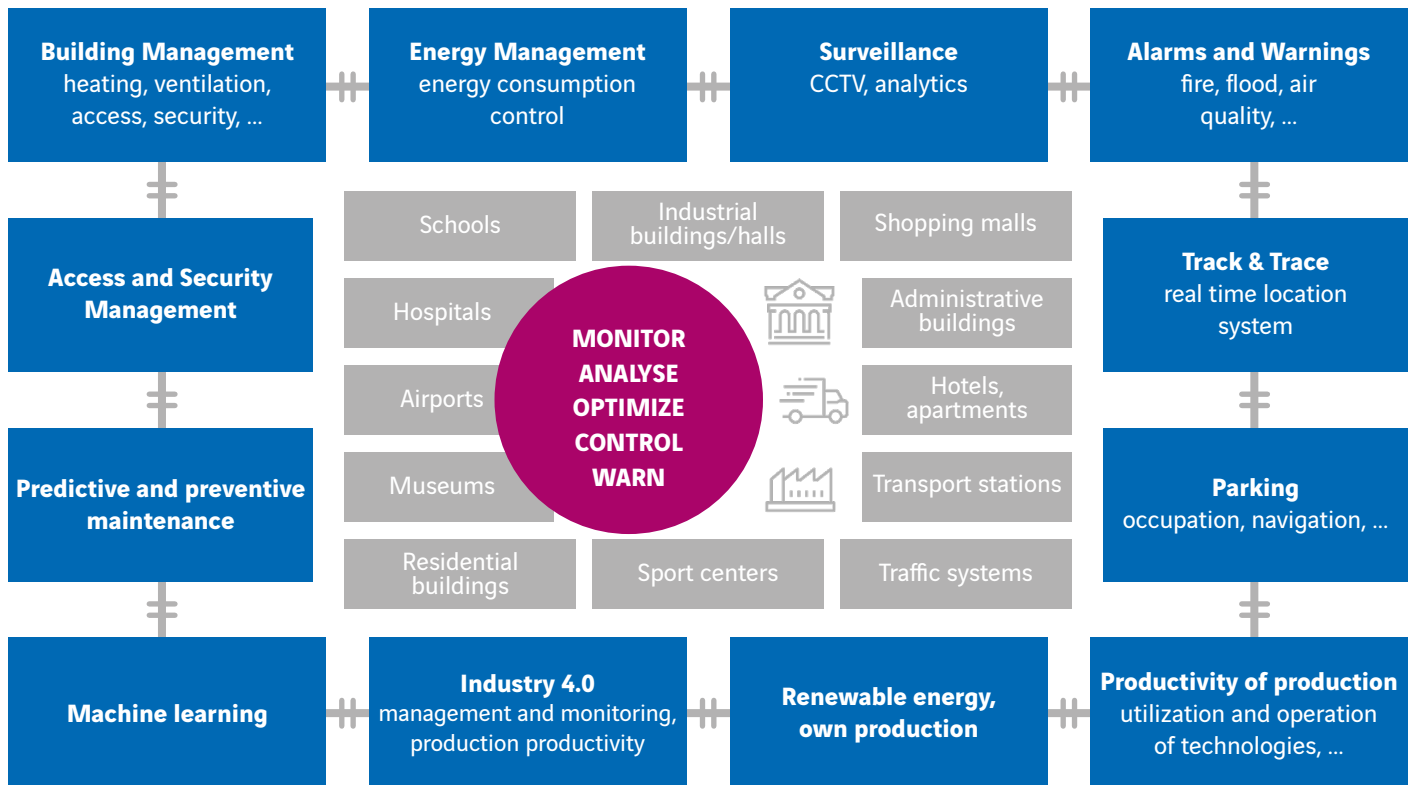 Building Management
heating, ventilation,
access, security, ...
Energy Management
energy consumption
control
Surveillance
CCTV, analytics
Alarms and Warnings
fire, flood, air
quality, ...
Schools
Industrial
buildings/halls
Shopping malls
Access and Security
Management
Hospitals
Administrative
buildings
Track & Trace
real time location
system
MONITOR
ANALYSE
OPTIMIZE
CONTROL
WARN
Airports
Hotels,
apartments
Predictive and preventive
maintenance
Museums
Transport stations
Parking
occupation, navigation, ...
Residential
buildings
Sport centers
Traffic systems
Machine learning
Industry 4.0
management and monitoring,
production productivity
Renewable energy,
own production
Productivity of production
utilization and operation
of technologies, ...